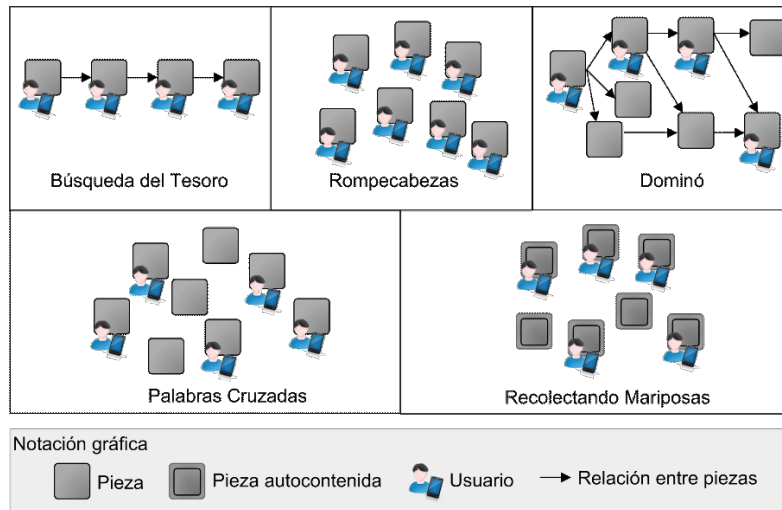 Búsqueda del Tesoro
Rompecabezas
Dominó
Palabras Cruzadas
Recolectando Mariposas
Notación gráfica
Pieza
Pieza autocontenida
Usuario
Relación entre piezas